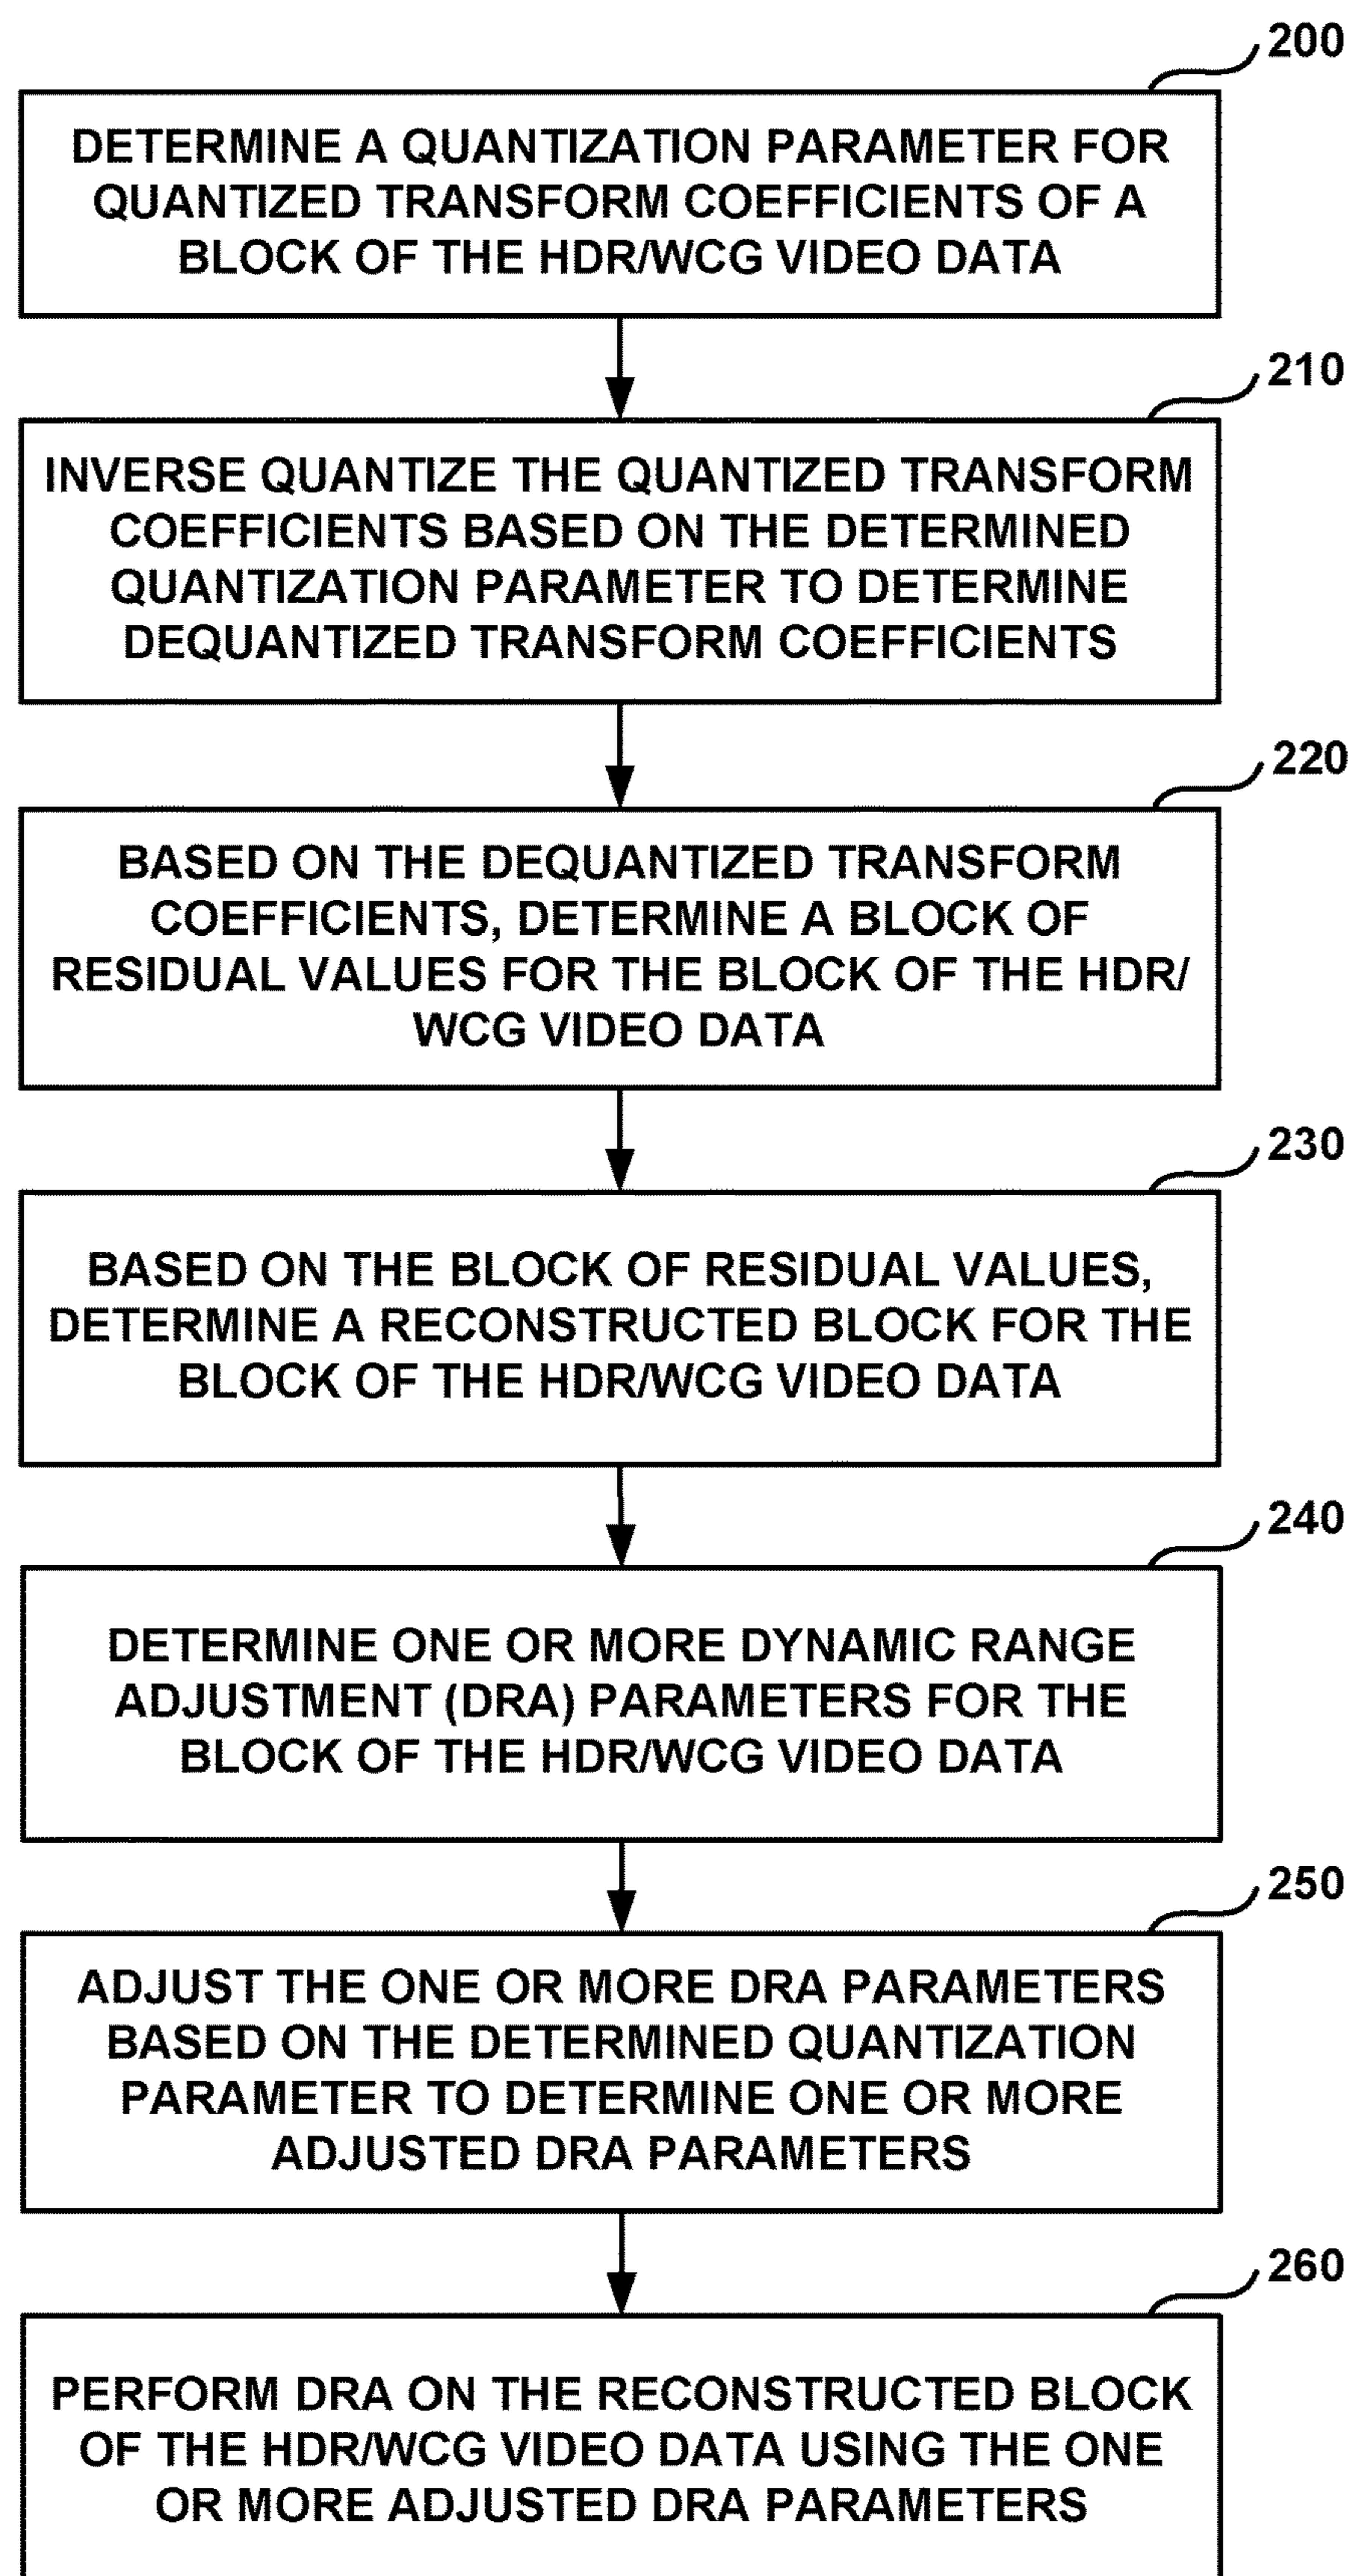 200
DETERMINE A QUANTIZATION PARAMETER FOR
QUANTIZED TRANSFORM COEFFICIENTS OF A
BLOCK OF THE HDR/WCG VIDEO DATA
210
INVERSE QUANTIZE THE QUANTIZED TRANSFORM
COEFFICIENTS BASED ON THE DETERMINED
QUANTIZATION PARAMETER TO DETERMINE
DEQUANTIZED TRANSFORM COEFFICIENTS
220
BASED ON THE DEQUANTIZED TRANSFORM
COEFFICIENTS, DETERMINE A BLOCK OF
RESIDUAL VALUES FOR THE BLOCK OF THE HDR/
WCG VIDEO DATA
230
BASED ON THE BLOCK OF RESIDUAL VALUES,
DETERMINE A RECONSTRUCTED BLOCK FOR THE
BLOCK OF THE HDR/WCG VIDEO DATA
240
DETERMINE ONE OR MORE DYNAMIC RANGE
ADJUSTMENT (DRA) PARAMETERS FOR THE
BLOCK OF THE HDR/WCG VIDEO DATA
250
ADJUST THE ONE OR MORE DRA PARAMETERS
BASED ON THE DETERMINED QUANTIZATION
PARAMETER TO DETERMINE ONE OR MORE
ADJUSTED DRA PARAMETERS
260
PERFORM DRA ON THE RECONSTRUCTED BLOCK
OF THE HDR/WCG VIDEO DATA USING THE ONE
OR MORE ADJUSTED DRA PARAMETERS